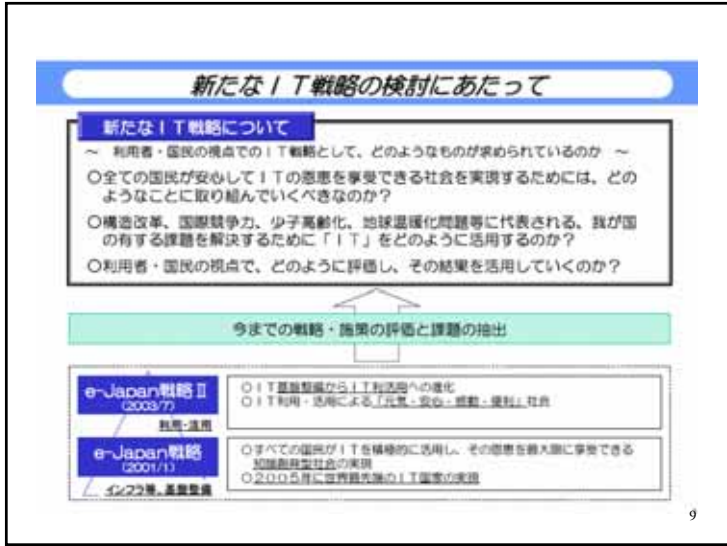 新たなIT戦略の検討にあたって
新たなIT戦略について
～ 利用者・国民の視点でのIT戦略として、どのようなものが求められているのか ～
○全ての国民が安心してITの恩恵を享受できる社会を実現するためには、どの
ようなことに取り組んでいくべきなのか？
○構造改革、国際競争力、少子高齢化、地球温暖化問題等に代表される、我が国
の有する課題を解決するために「IT」をどのように活用するのか？
○利用者・国民の視点で、どのように評価し、その結果を活用していくのか？
今までの戦略・施策の評価と課題の抽出
e-Japan戦略Ⅱ
(2003/7)
利用・活用
○IT基盤整備からIT利活用への進化
○IT利用・活用による「元気・安心・感動・便利」社会
e-Japan戦略
(2001/1)
インフラ等、基盤整備
○すべての国民がITを積極的に活用し、その恩恵を最大限に享受できる
知識創発型社会の実現
○2005年に世界最先端のIT国家の実現
9